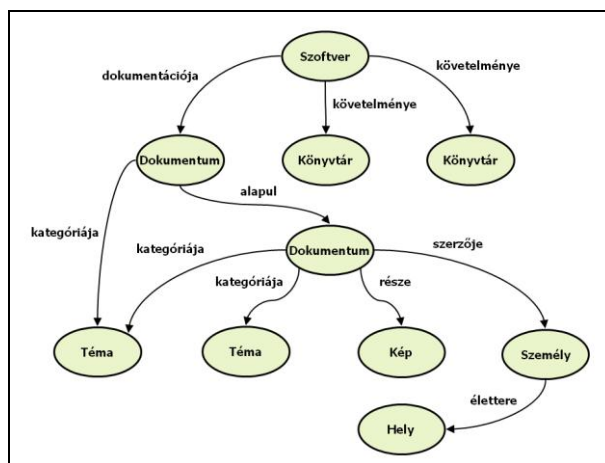 Szoftver
dokumentációja
követelménye
követelménye
Dokumentum
Könyvtár
Könyvtár
alapul
kategóriája
kategóriája
Dokumentum
szerzője
kategóriája
része
Téma
Téma
Kép
Személy
élettere
Hely